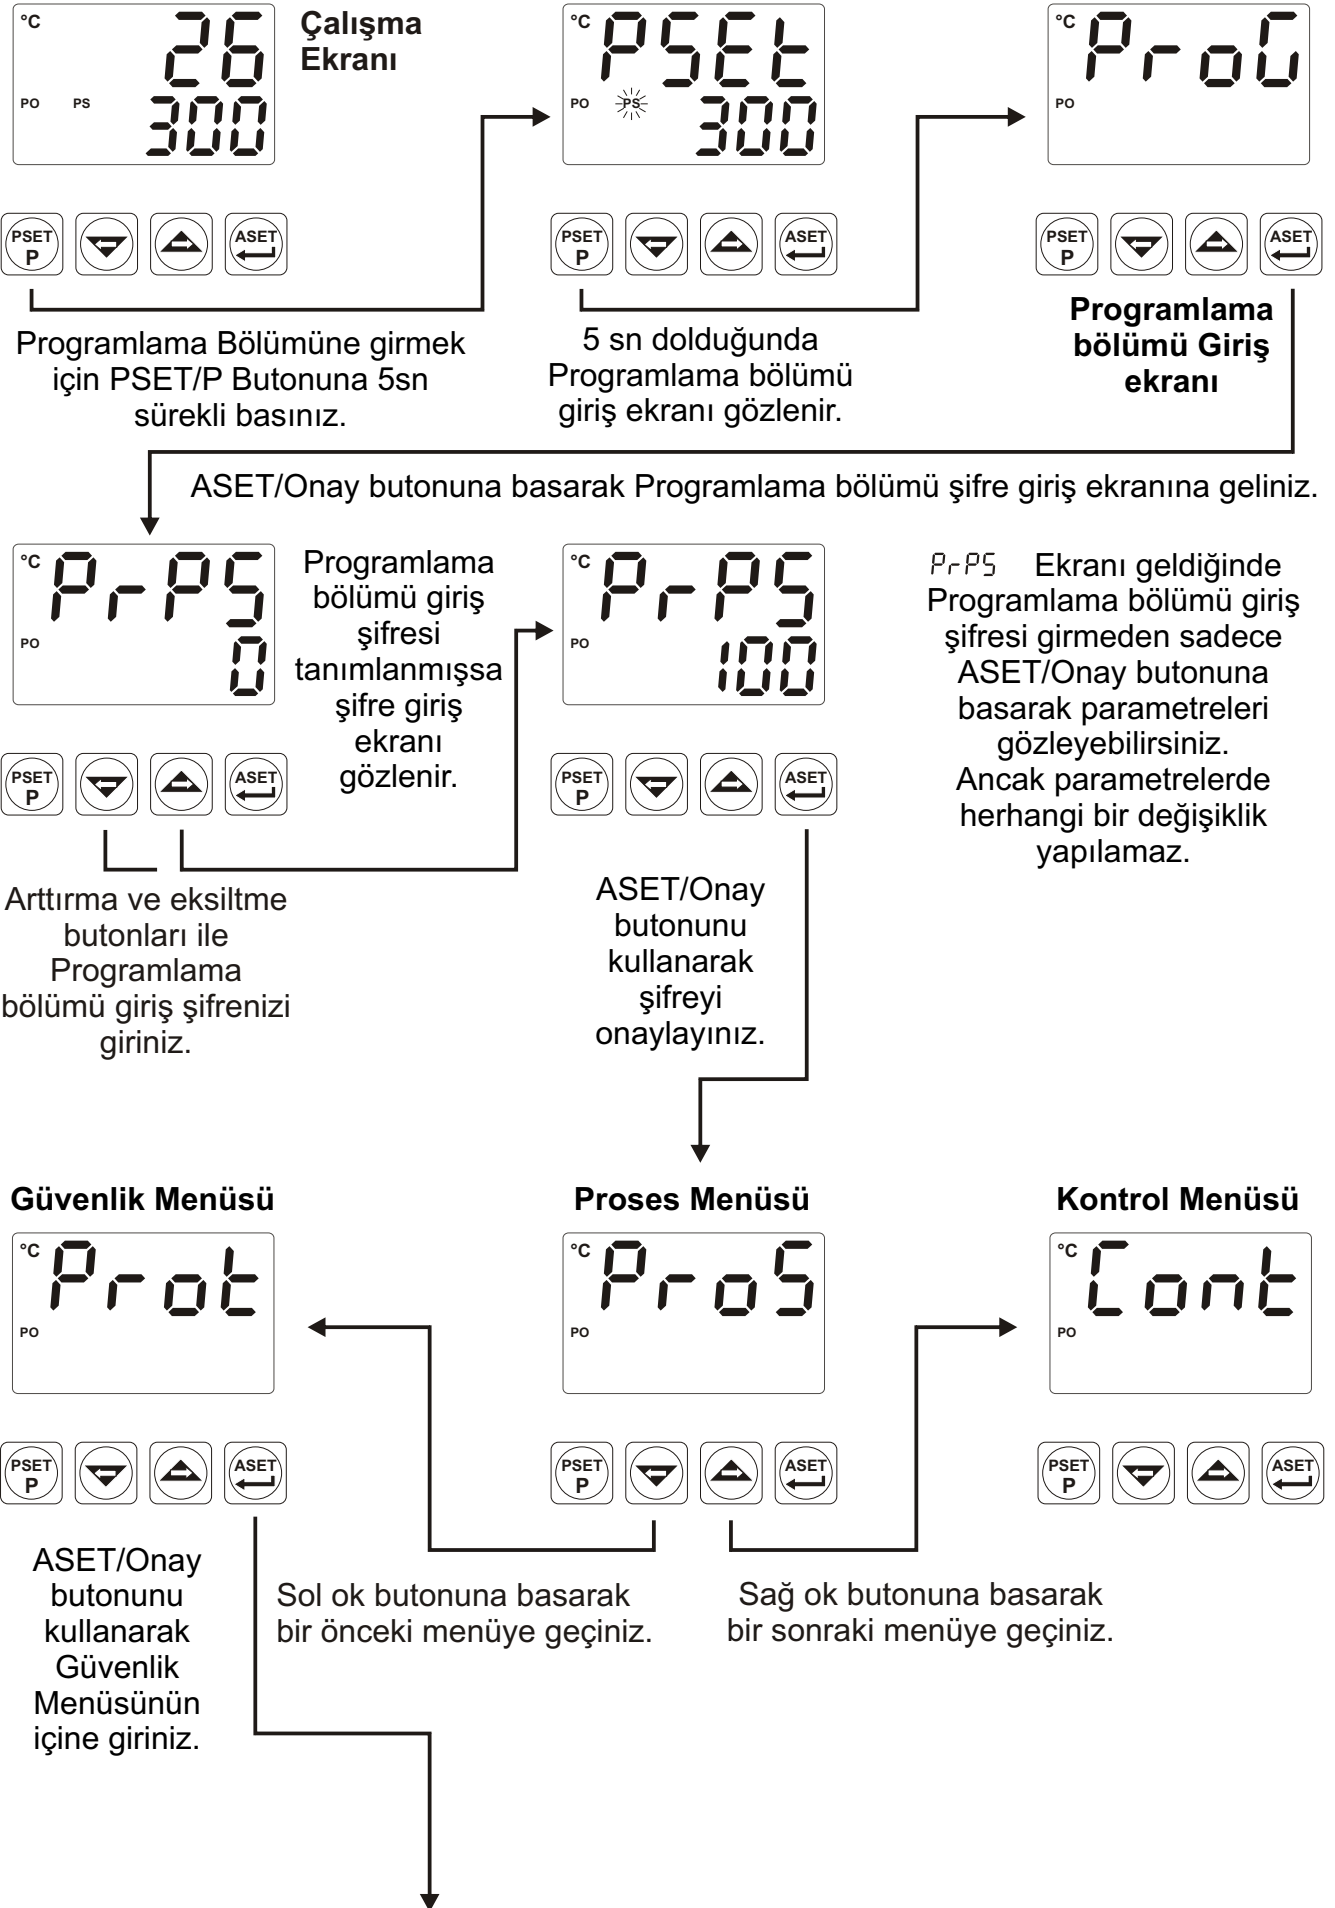 °C 26
PO PS 300
Çalışma
Ekranı
°C PSEt
PO PS 300
°C ProG
PO
PSET P ASET
PSET P ASET
PSET P ASET
Programlama Bölümüne girmek
için PSET/P Butonuna 5sn
sürekli basınız.
5 sn dolduğunda
Programlama bölümü
giriş ekranı gözlenir.
Programlama
bölümü Giriş
ekranı
ASET/Onay butonuna basarak Programlama bölümü şifre giriş ekranına geliniz.
°C PrPS
PO 0
Programlama
bölümü giriş
şifresi
tanımlanmışsa
şifre giriş
ekranı
gözlenir.
°C PrPS
PO 100
PrPS Ekranı geldiğinde
Programlama bölümü giriş
şifresi girmeden sadece
ASET/Onay butonuna
basarak parametreleri
gözleyebilirsiniz.
Ancak parametrelerde
herhangi bir değişiklik
yapılamaz.
PSET P ASET
PSET P ASET
Arttırma ve eksiltme
butonları ile
Programlama
bölümü giriş şifrenizi
giriniz.
ASET/Onay
butonunu
kullanarak
şifreyi
onaylayınız.
Güvenlik Menüsü
°C Prot
PO
Proses Menüsü
°C ProS
PO
Kontrol Menüsü
°C Cont
PO
PSET P ASET
PSET P ASET
PSET P ASET
ASET/Onay
butonunu
kullanarak
Güvenlik
Menüsünün
içine giriniz.
Sol ok butonuna basarak
bir önceki menüye geçiniz.
Sağ ok butonuna basarak
bir sonraki menüye geçiniz.